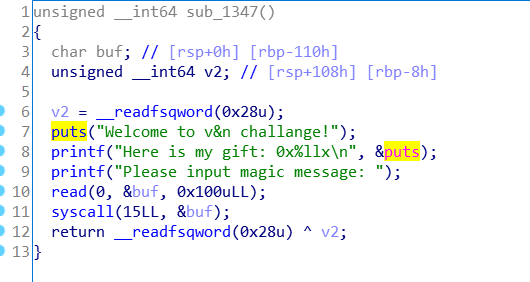 1 unsigned __int64 sub_1347()
2 {
3 char buf; // [rsp+0h] [rbp-110h]
4 unsigned __int64 v2; // [rsp+108h] [rbp-8h]
5
6 v2 = __readfsqword(0x28u);
7 puts("Welcome to v&n challange!");
8 printf("Here is my gift: 0x%llx\n", &puts);
9 printf("Please input magic message: ");
10 read(0, &buf, 0x100uLL);
11 syscall(15LL, &buf);
12 return __readfsqword(0x28u) ^ v2;
13 }